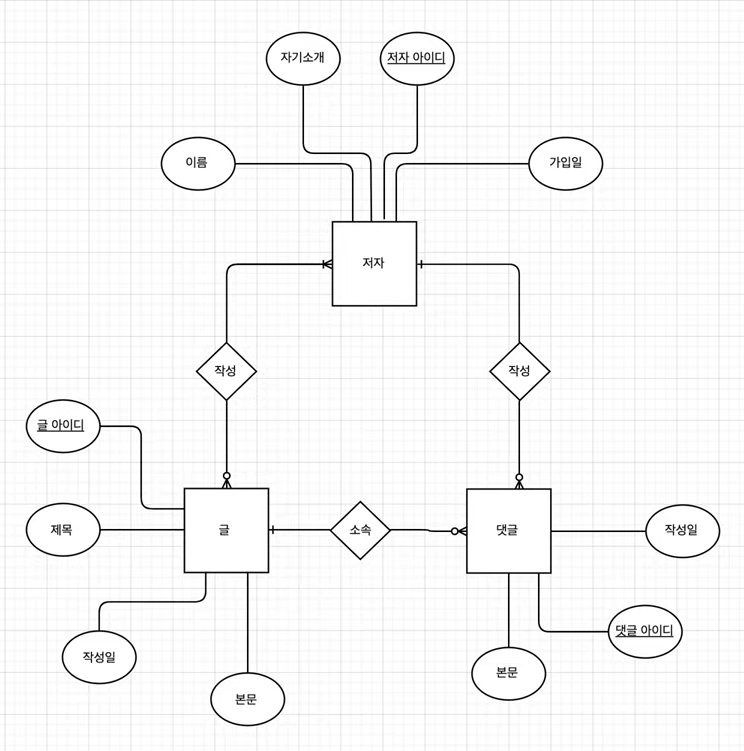 자기소개
저자 아이디
이름
가입일
저자
작성
작성
글 아이디
제목
글
소속
댓글
작성일
작성일
댓글 아이디
본문
본문